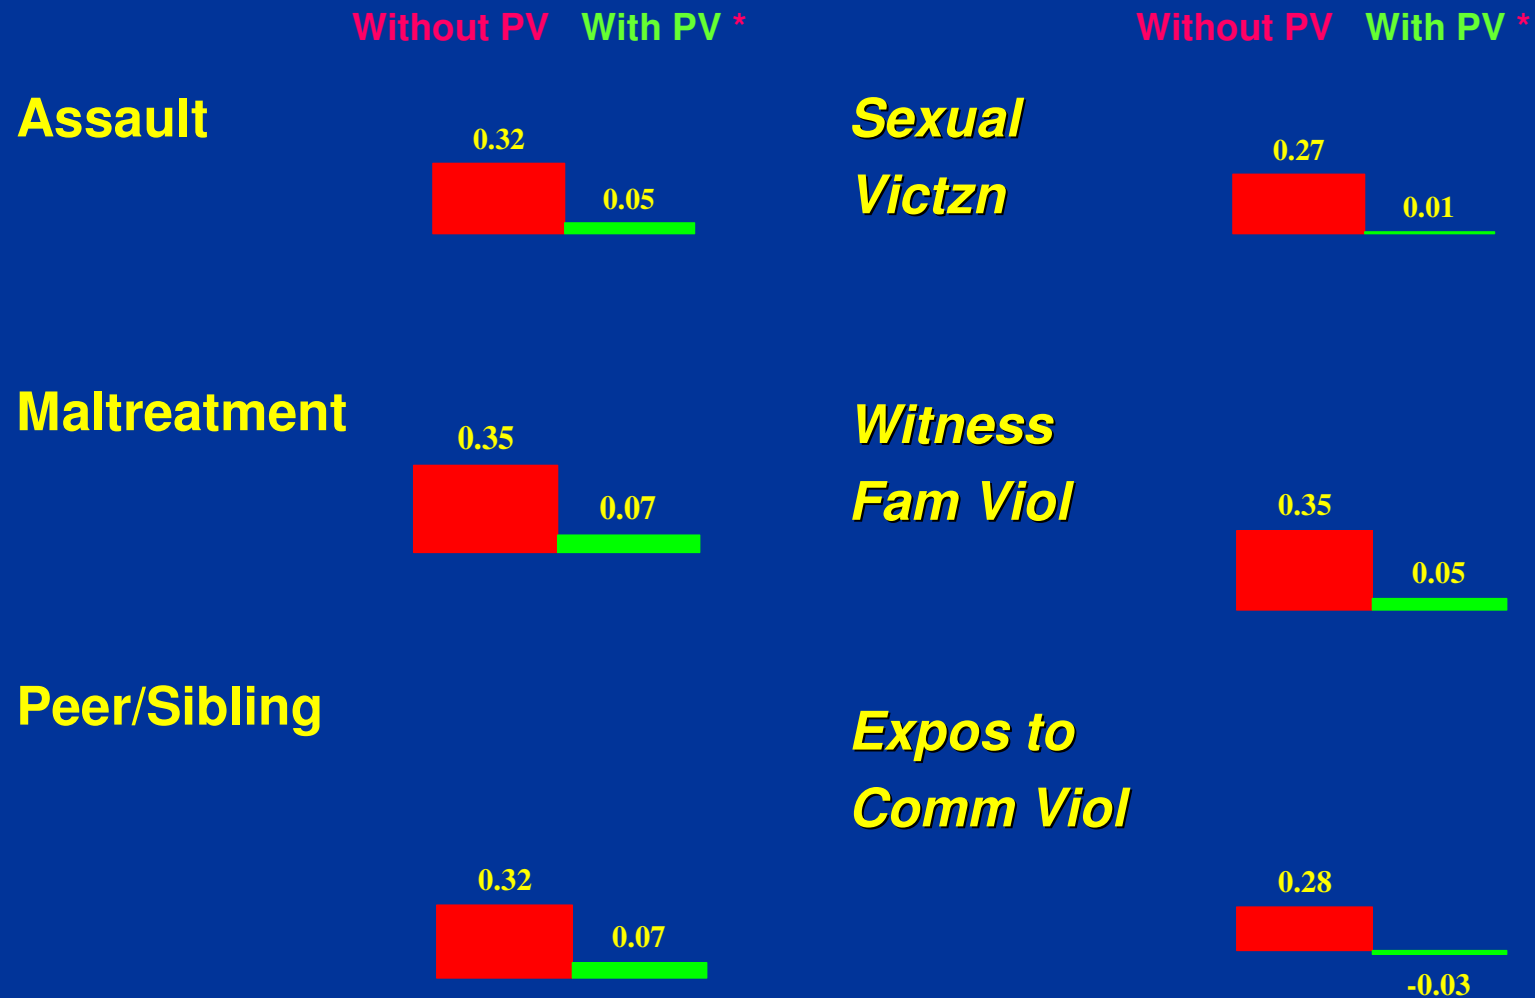 Without PV With PV *
Assault
0.32
0.05
Maltreatment
0.35
0.07
Peer/Sibling
0.32
0.07
Without PV With PV *
Sexual
Victzn
0.27
0.01
Witness
Fam Viol
0.35
0.05
Expos to
Comm Viol
0.28
-0.03